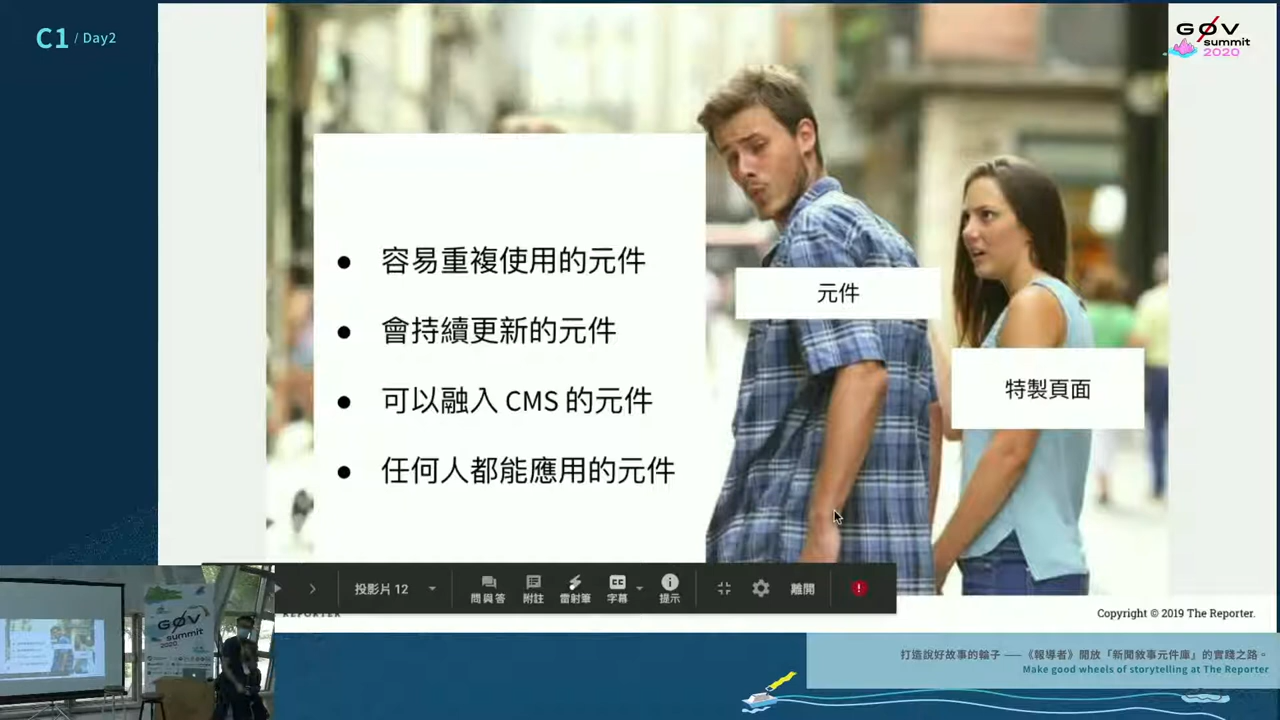 C1 / Day2
GØV
summit
2020
● 容易重複使用的元件
● 會持續更新的元件
● 可以融入 CMS 的元件
● 任何人都能應用的元件
元件
特製頁面
投影片 12
問與答
附註
雷射筆
字幕
提示
離開
REPORTER
Copyright © 2019 The Reporter.
GØV
summit
2020
打造說好故事的輪子 ——《報導者》開放「新聞敘事元件庫」的實踐之路。
Make good wheels of storytelling at The Reporter